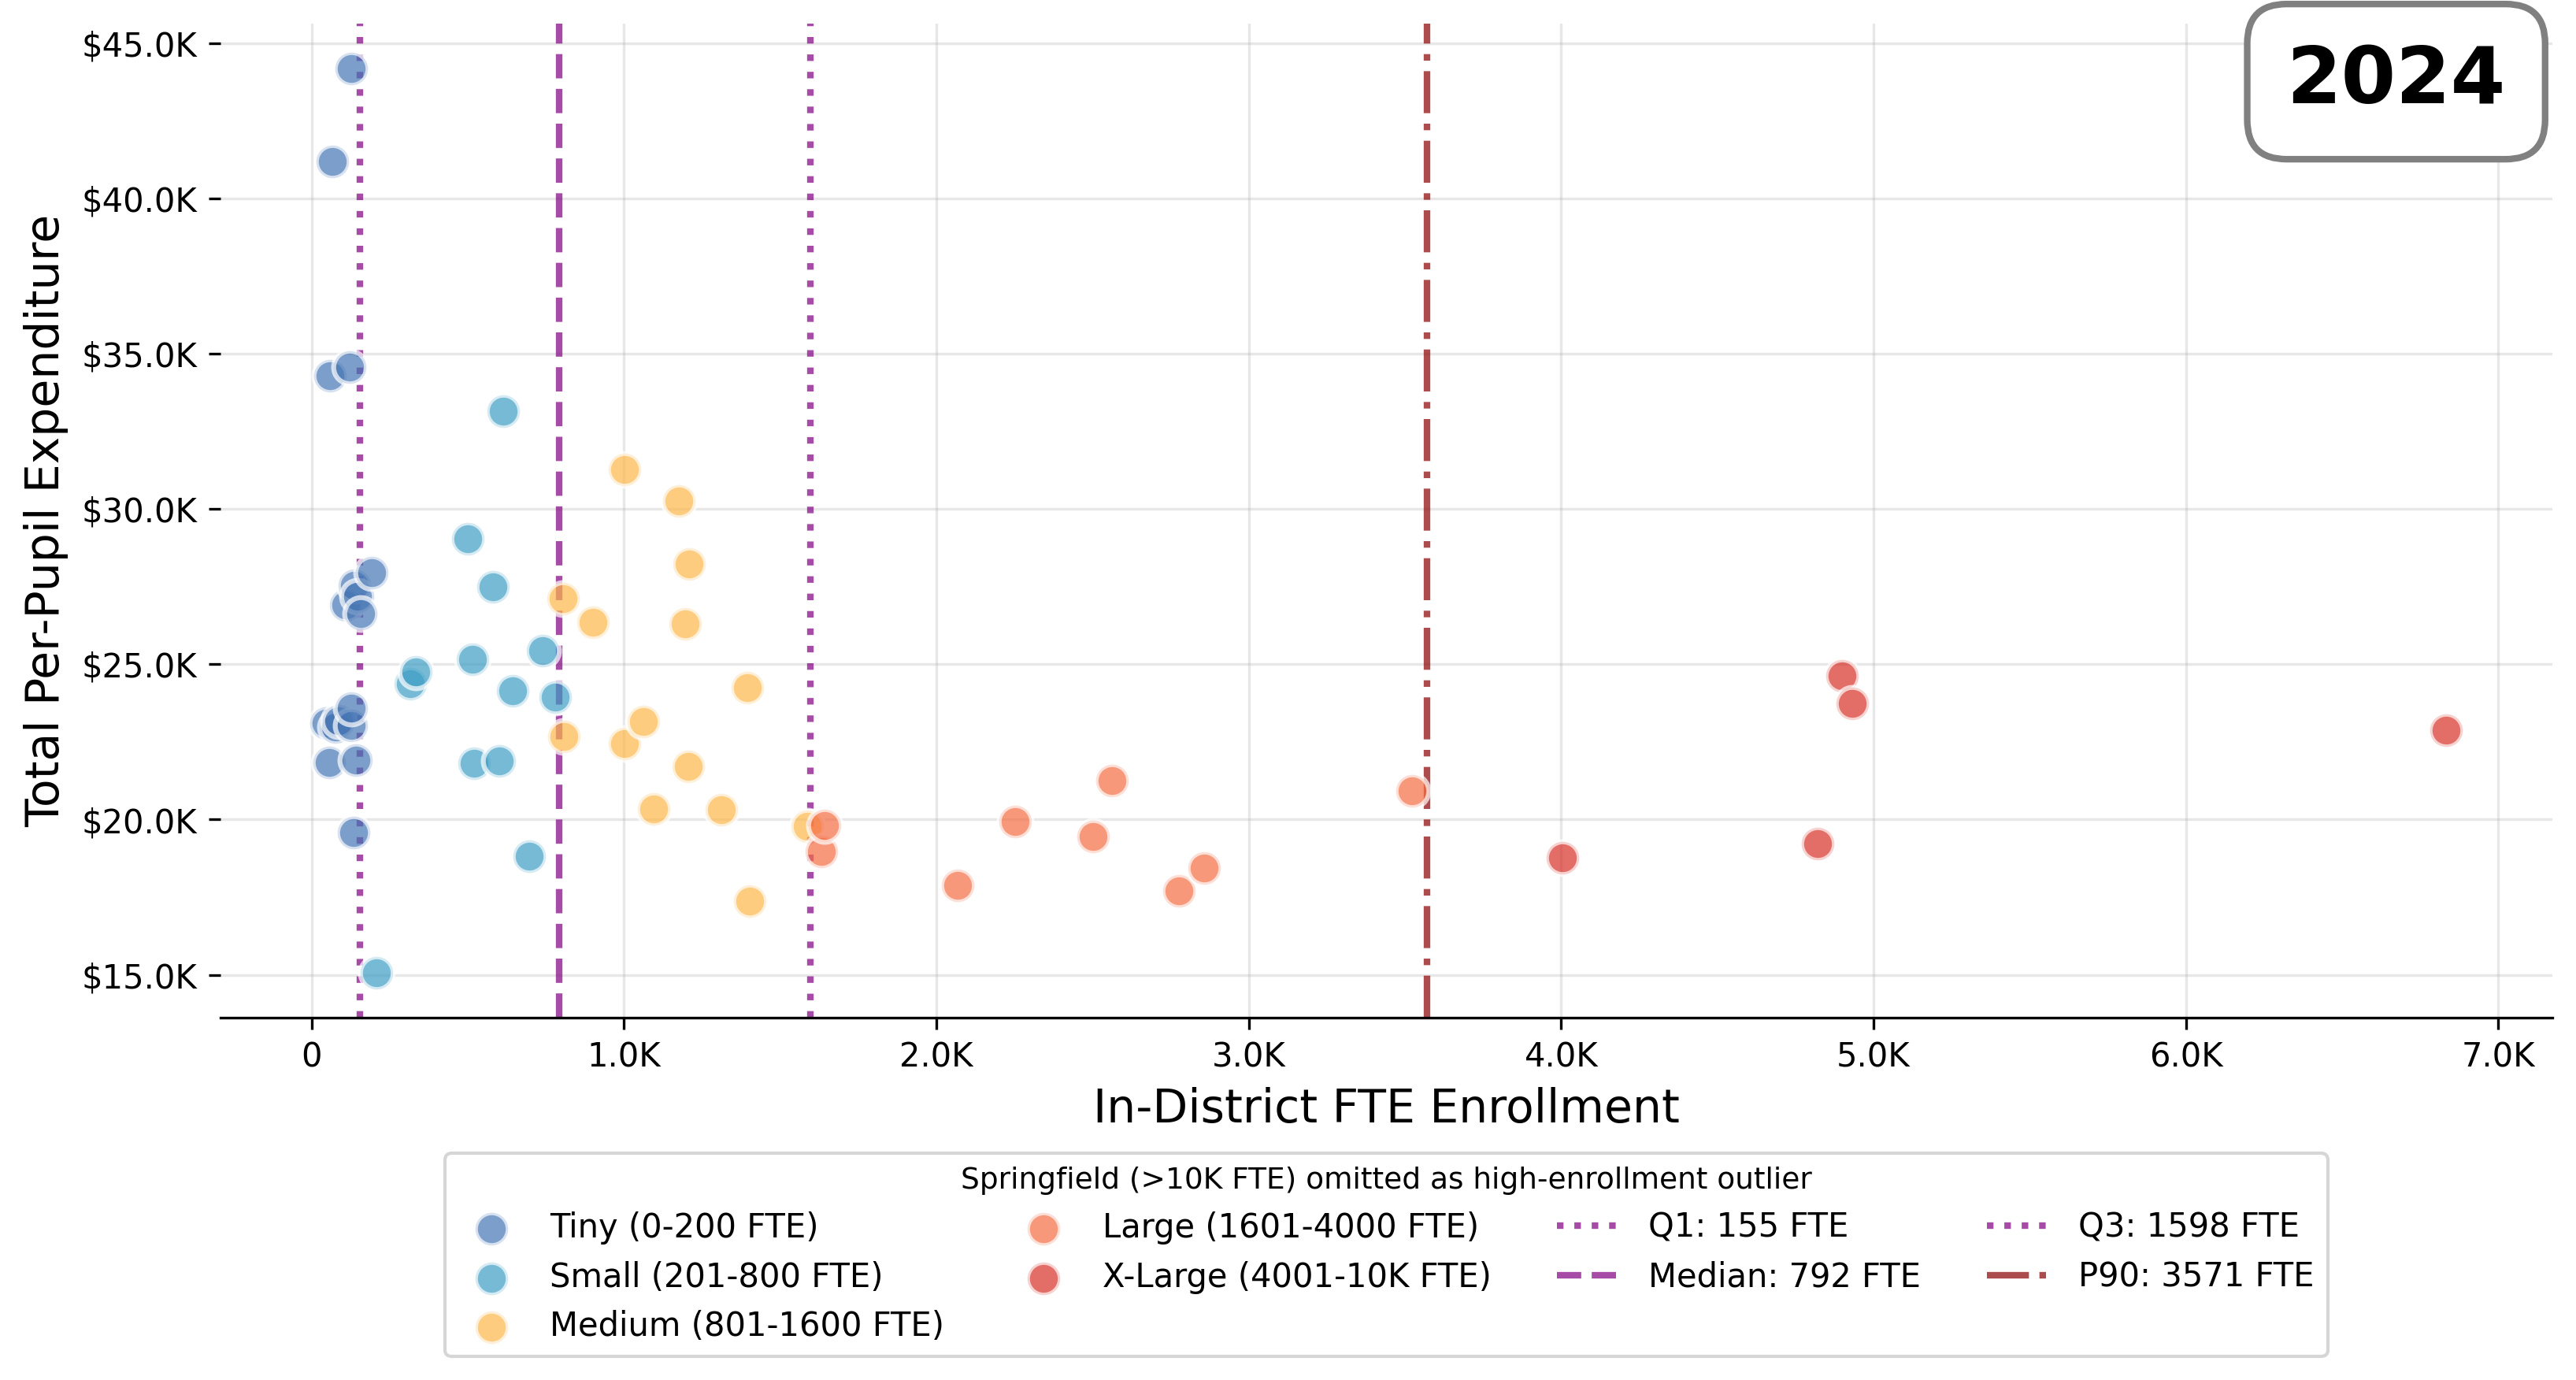 2024
$45.0K
$40.0K
$35.0K
$30.0K
$25.0K
$20.0K
$15.0K
Total Per-Pupil Expenditure
0 1.0K 2.0K 3.0K 4.0K 5.0K 6.0K 7.0K
In-District FTE Enrollment
Springfield (>10K FTE) omitted as high-enrollment outlier
Tiny (0-200 FTE)
Small (201-800 FTE)
Medium (801-1600 FTE)
Large (1601-4000 FTE)
X-Large (4001-10K FTE)
Q1: 155 FTE
Median: 792 FTE
Q3: 1598 FTE
P90: 3571 FTE